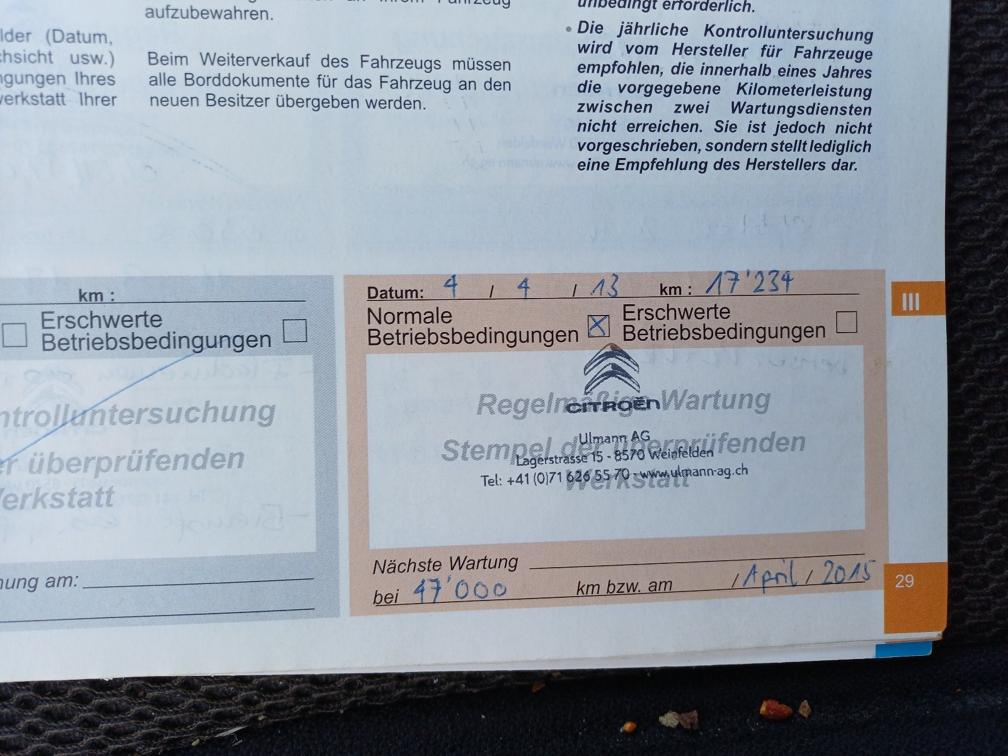 aufzubewahren.
Beim Weiterverkauf des Fahrzeugs müssen
alle Borddokumente für das Fahrzeug an den
neuen Besitzer übergeben werden.
lder (Datum,
hsicht usw.)
gungen Ihres
erkstatt Ihrer
unbedingt erforderlich.
• Die jährliche Kontrolluntersuchung
wird vom Hersteller für Fahrzeuge
empfohlen, die innerhalb eines Jahres
die vorgegebene Kilometerleistung
zwischen zwei Wartungsdiensten
nicht erreichen. Sie ist jedoch nicht
vorgeschrieben, sondern stellt lediglich
eine Empfehlung des Herstellers dar.
km :
Erschwerte
Betriebsbedingungen
ntrolluntersuchung
er überprüfenden
erkstatt
nung am:
Datum: 4 / 4 / 13 km : 17'234
Normale
Betriebsbedingungen
Erschwerte
Betriebsbedingungen
Regelmäßige Wartung
CITROËN
Stempel der überprüfenden
Werkstatt
Ulmann AG
Lagerstrasse 15 - 8570 Weinfelden
Tel: +41 (0)71 626 55 70 - www.ulmann-ag.ch
Nächste Wartung
bei 47'000 km bzw. am / April / 2015
III
29